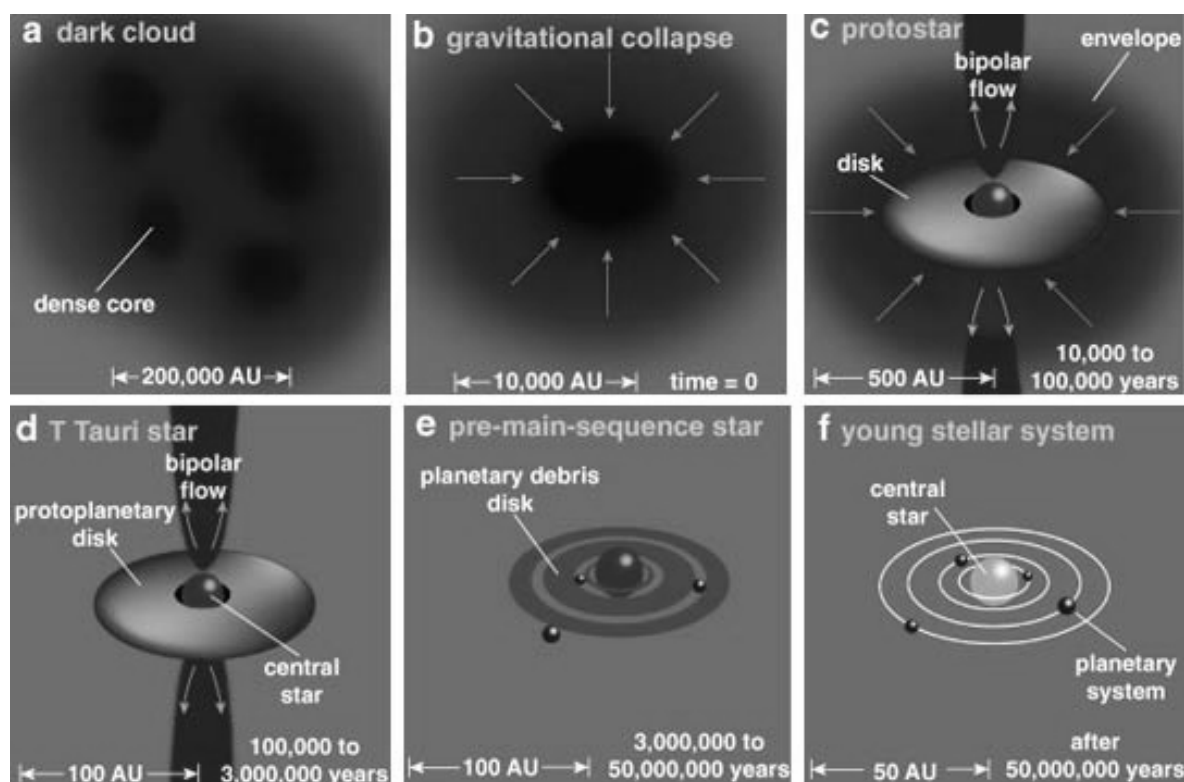 a dark cloud
dense core
200,000 AU
b gravitational collapse
10,000 AU
time = 0
c protostar
envelope
bipolar
flow
disk
500 AU
10,000 to
100,000 years
d T Tauri star
bipolar
flow
protoplanetary
disk
central
star
100 AU
100,000 to
3,000,000 years
e pre-main-sequence star
planetary debris
disk
100 AU
3,000,000 to
50,000,000 years
f young stellar system
central
star
planetary
system
50 AU
after
50,000,000 years